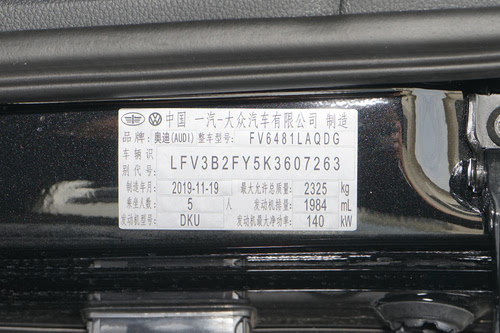 中国 一汽-大众汽车有限公司 制造
品牌: 奥迪(AUDI) 整车型号: FV6481LAQDG
车辆识别代号: LFV3B2FY5K3607263
制造年月: 2019-11-19 最大允许总质量: 2325 kg
乘坐人数: 5 人 发动机排量: 1984 mL
发动机型号: DKU 发动机最大净功率: 140 kW